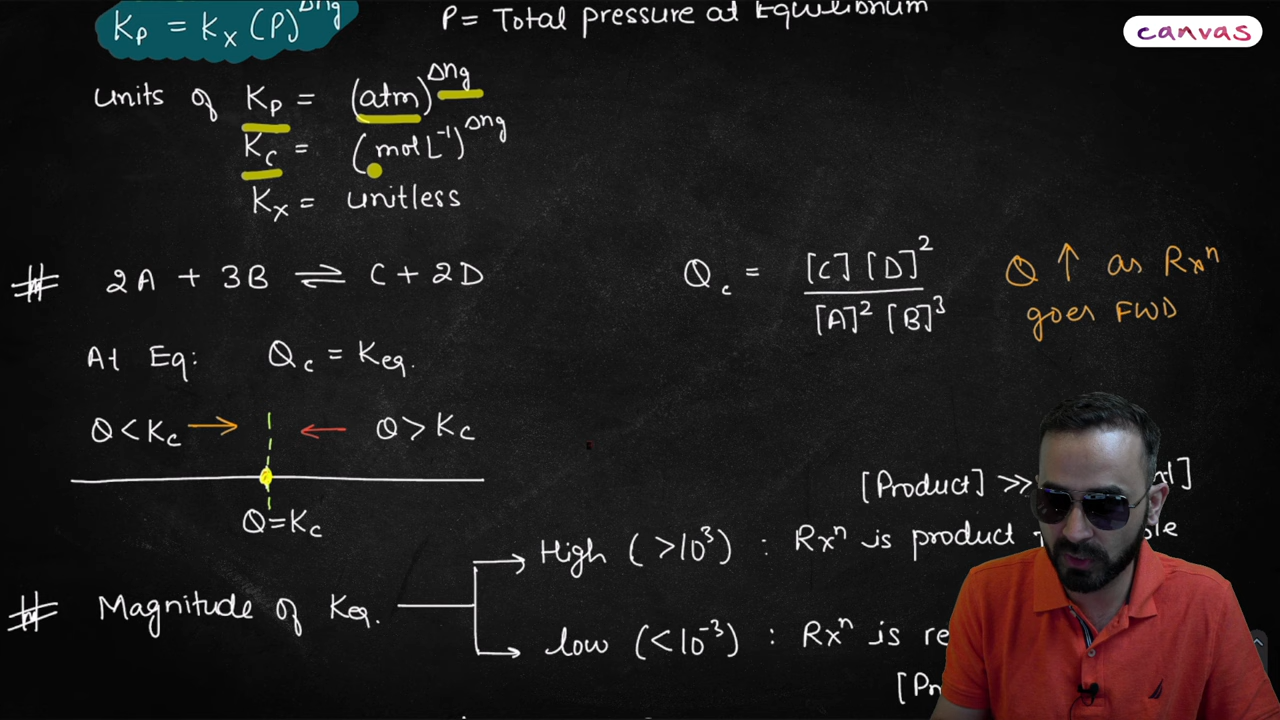 Kp = Kx (P)^Δng
P = Total pressure at Equilibrium
canvas
units of Kp = (atm)^Δng
Kc = (mol L⁻¹)^Δng
Kx = unitless
# 2A + 3B ⇌ C + 2D
Qc = [C] [D]² / [A]² [B]³
Q ↑ as Rxⁿ
goes FWD
At Eq: Qc = Keq.
Q < Kc → ← Q > Kc
Q = Kc
[Product] >>
# Magnitude of Keq.
High (>10³) : Rxⁿ is product
low (<10⁻³) : Rxⁿ is